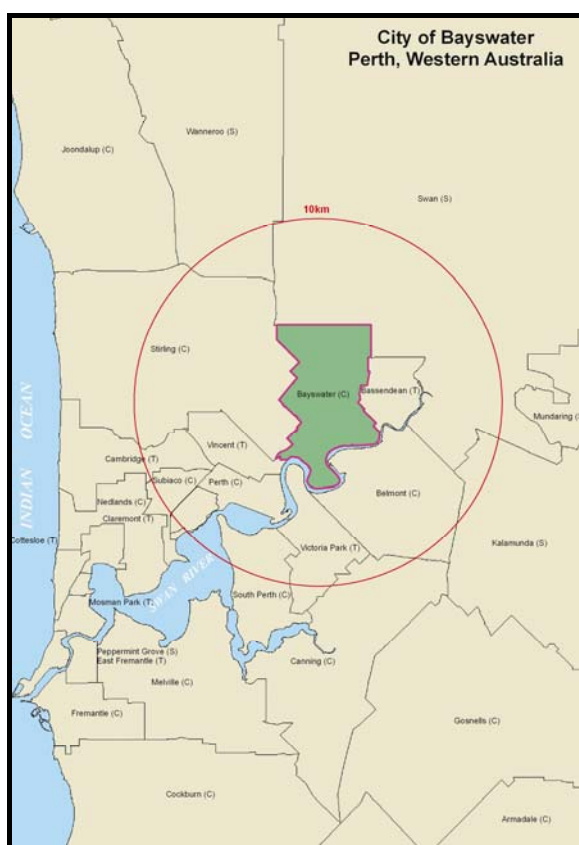 City of Bayswater
Perth, Western Australia
Wanneroo (S)
Joondalup (C)
Swan (S)
10km
Stirling (C)
Bassendean (T)
Bayswater (C)
Mundaring (S
INDIAN OCEAN
Vincent (T)
Cambridge (T)
Subiaco (C)
Perth (C)
Nedlands (C)
Belmont (C)
Claremont (T)
Cottesloe (T)
Kalamunda (S)
Victoria Park (T)
SWAN RIVER
South Perth (C)
Mosman Park (T)
Peppermint Grove (S)
East Fremantle (T)
Canning (C)
Melville (C)
Fremantle (C)
Gosnells (C)
Cockburn (C)
Armadale (C)